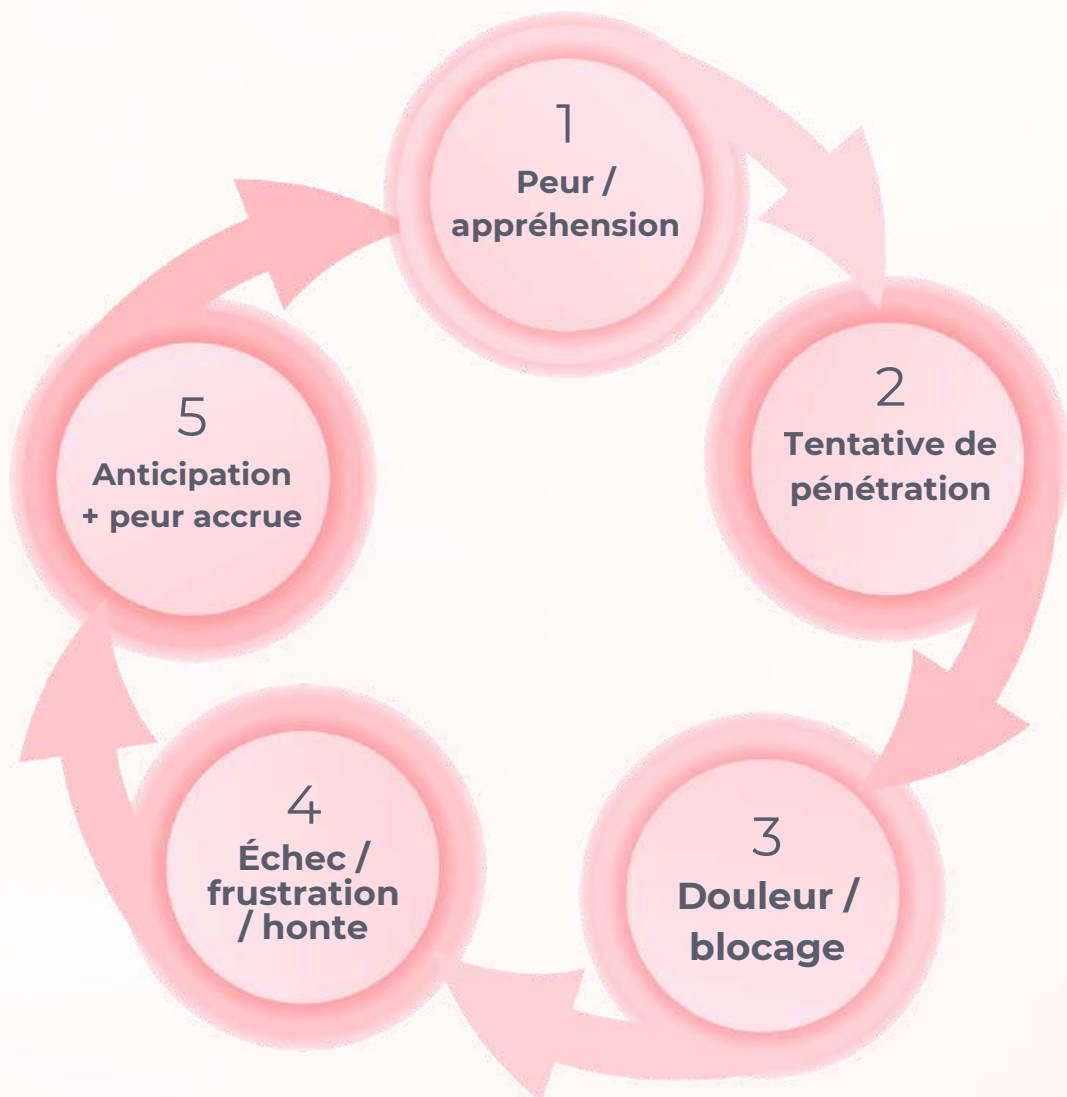 1
Peur /
appréhension
2
Tentative de
pénétration
3
Douleur /
blocage
4
Échec /
frustration
/ honte
5
Anticipation
+ peur accrue